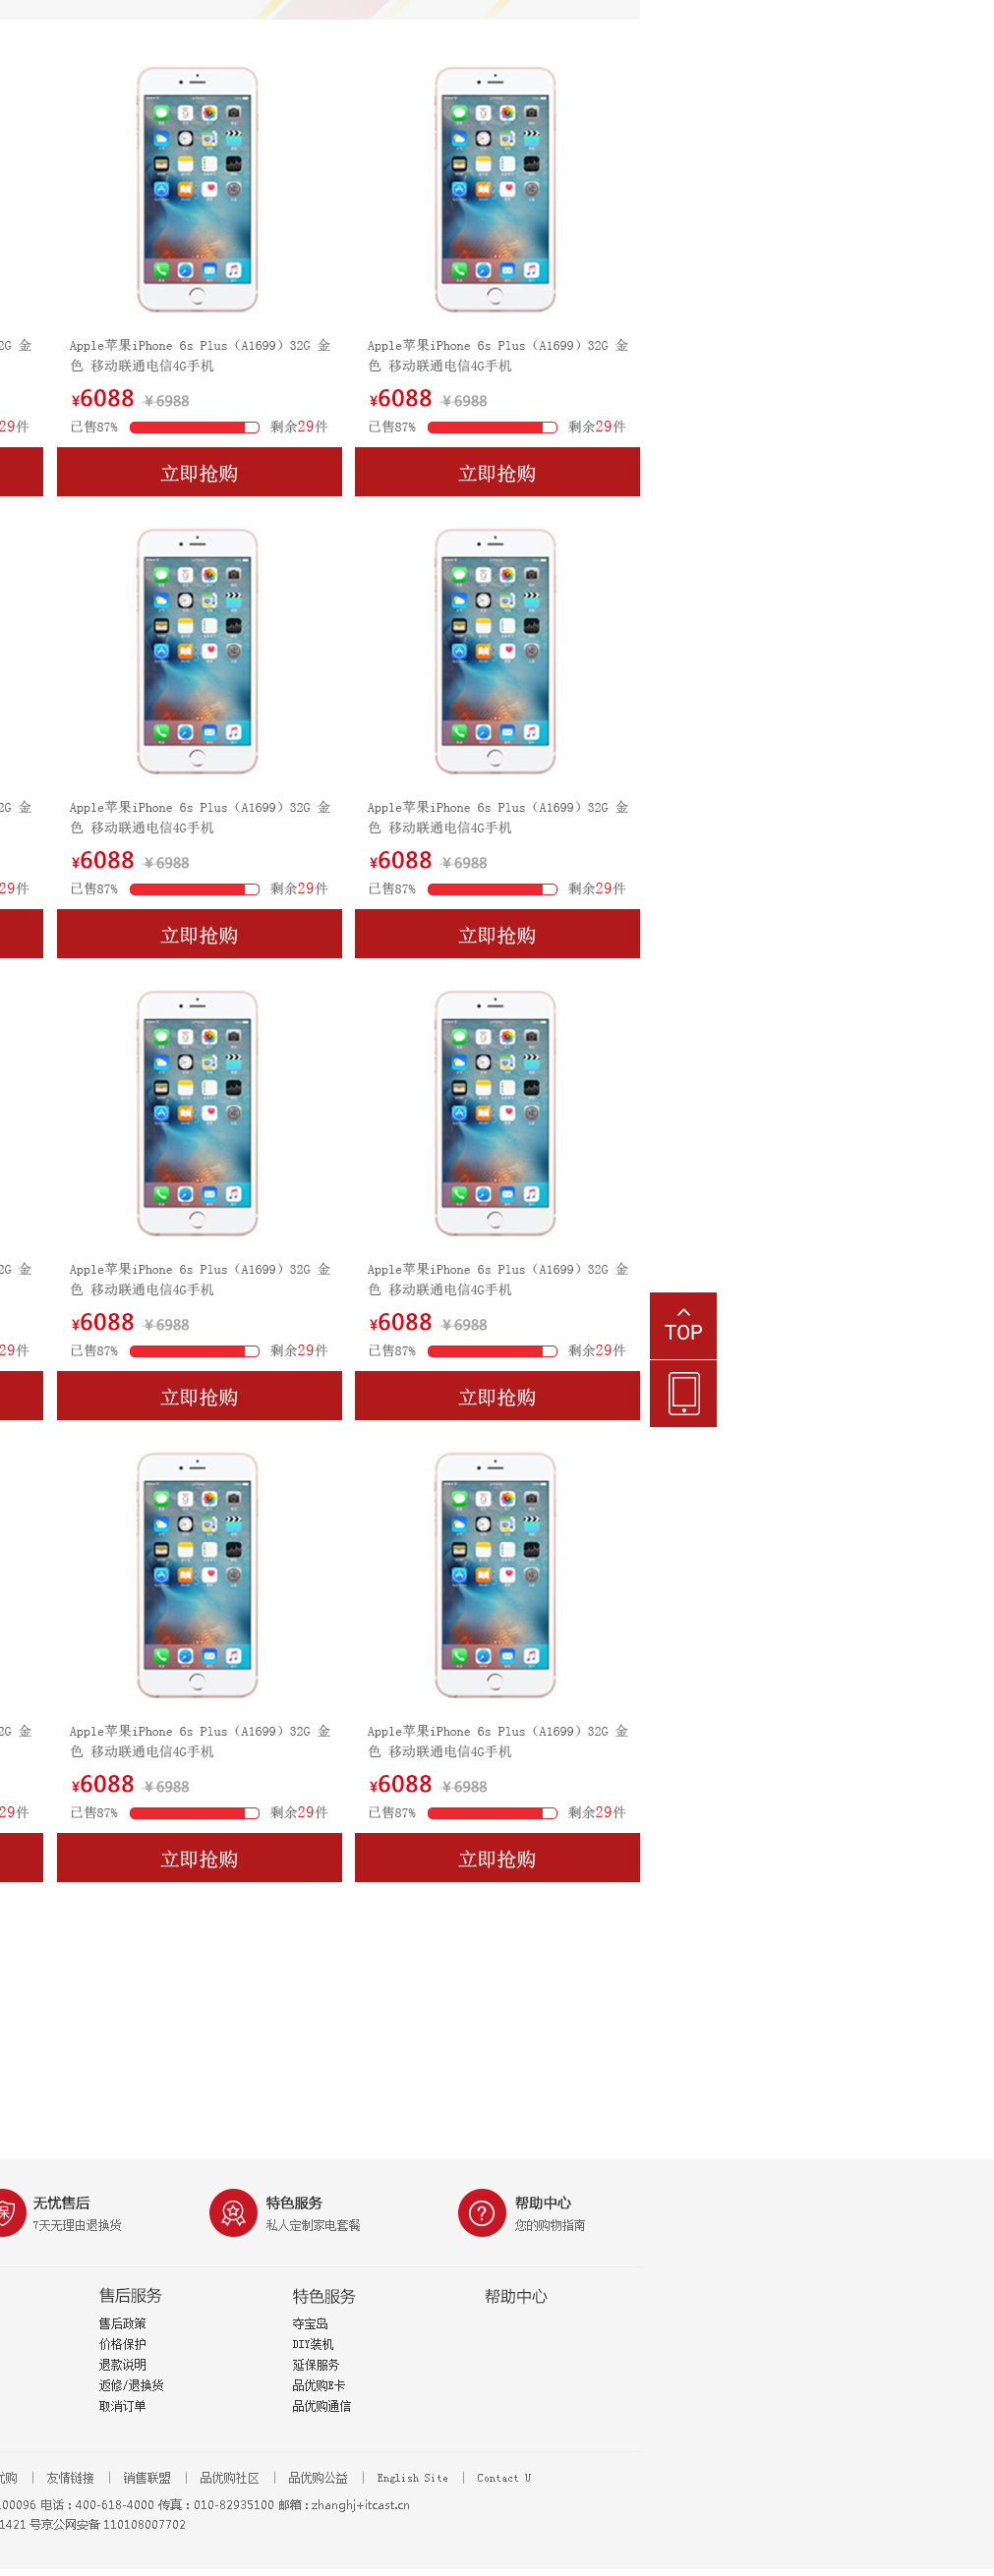 2G 金
Apple苹果iPhone 6s Plus（A1699）32G 金
色 移动联通电信4G手机
¥6088 ¥6988
29件
已售87% 剩余29件
立即抢购
Apple苹果iPhone 6s Plus（A1699）32G 金
色 移动联通电信4G手机
¥6088 ¥6988
已售87% 剩余29件
立即抢购
2G 金
Apple苹果iPhone 6s Plus（A1699）32G 金
色 移动联通电信4G手机
¥6088 ¥6988
29件
已售87% 剩余29件
立即抢购
Apple苹果iPhone 6s Plus（A1699）32G 金
色 移动联通电信4G手机
¥6088 ¥6988
已售87% 剩余29件
立即抢购
2G 金
Apple苹果iPhone 6s Plus（A1699）32G 金
色 移动联通电信4G手机
¥6088 ¥6988
29件
已售87% 剩余29件
立即抢购
Apple苹果iPhone 6s Plus（A1699）32G 金
色 移动联通电信4G手机
¥6088 ¥6988
已售87% 剩余29件
立即抢购
TOP
2G 金
Apple苹果iPhone 6s Plus（A1699）32G 金
色 移动联通电信4G手机
¥6088 ¥6988
29件
已售87% 剩余29件
立即抢购
Apple苹果iPhone 6s Plus（A1699）32G 金
色 移动联通电信4G手机
¥6088 ¥6988
已售87% 剩余29件
立即抢购
保
无忧售后
7天无理由退换货
特色服务
私人定制家电套餐
帮助中心
您的购物指南
售后服务
售后政策
价格保护
退款说明
返修/退换货
取消订单
特色服务
夺宝岛
DIY装机
延保服务
品优购E卡
品优购通信
帮助中心
优购 | 友情链接 | 销售联盟 | 品优购社区 | 品优购公益 | English Site | Contact U
100096 电话：400-618-4000 传真：010-82935100 邮箱：zhanghj+itcast.cn
1421 号京公网安备 110108007702